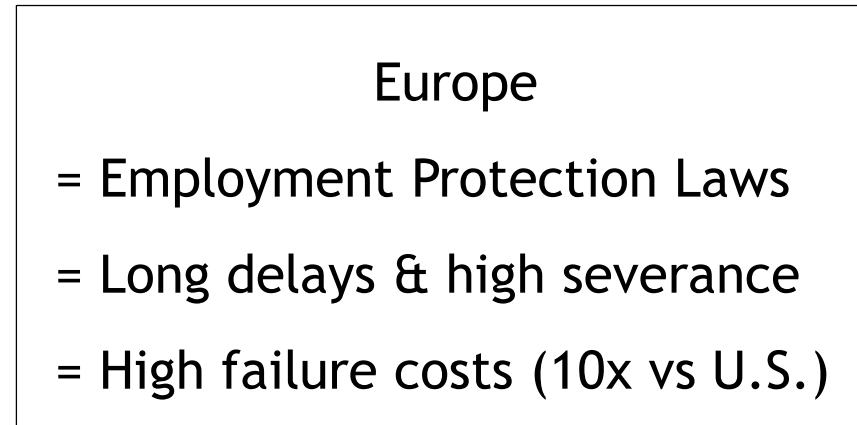 Europe
= Employment Protection Laws
= Long delays & high severance
= High failure costs (10x vs U.S.)